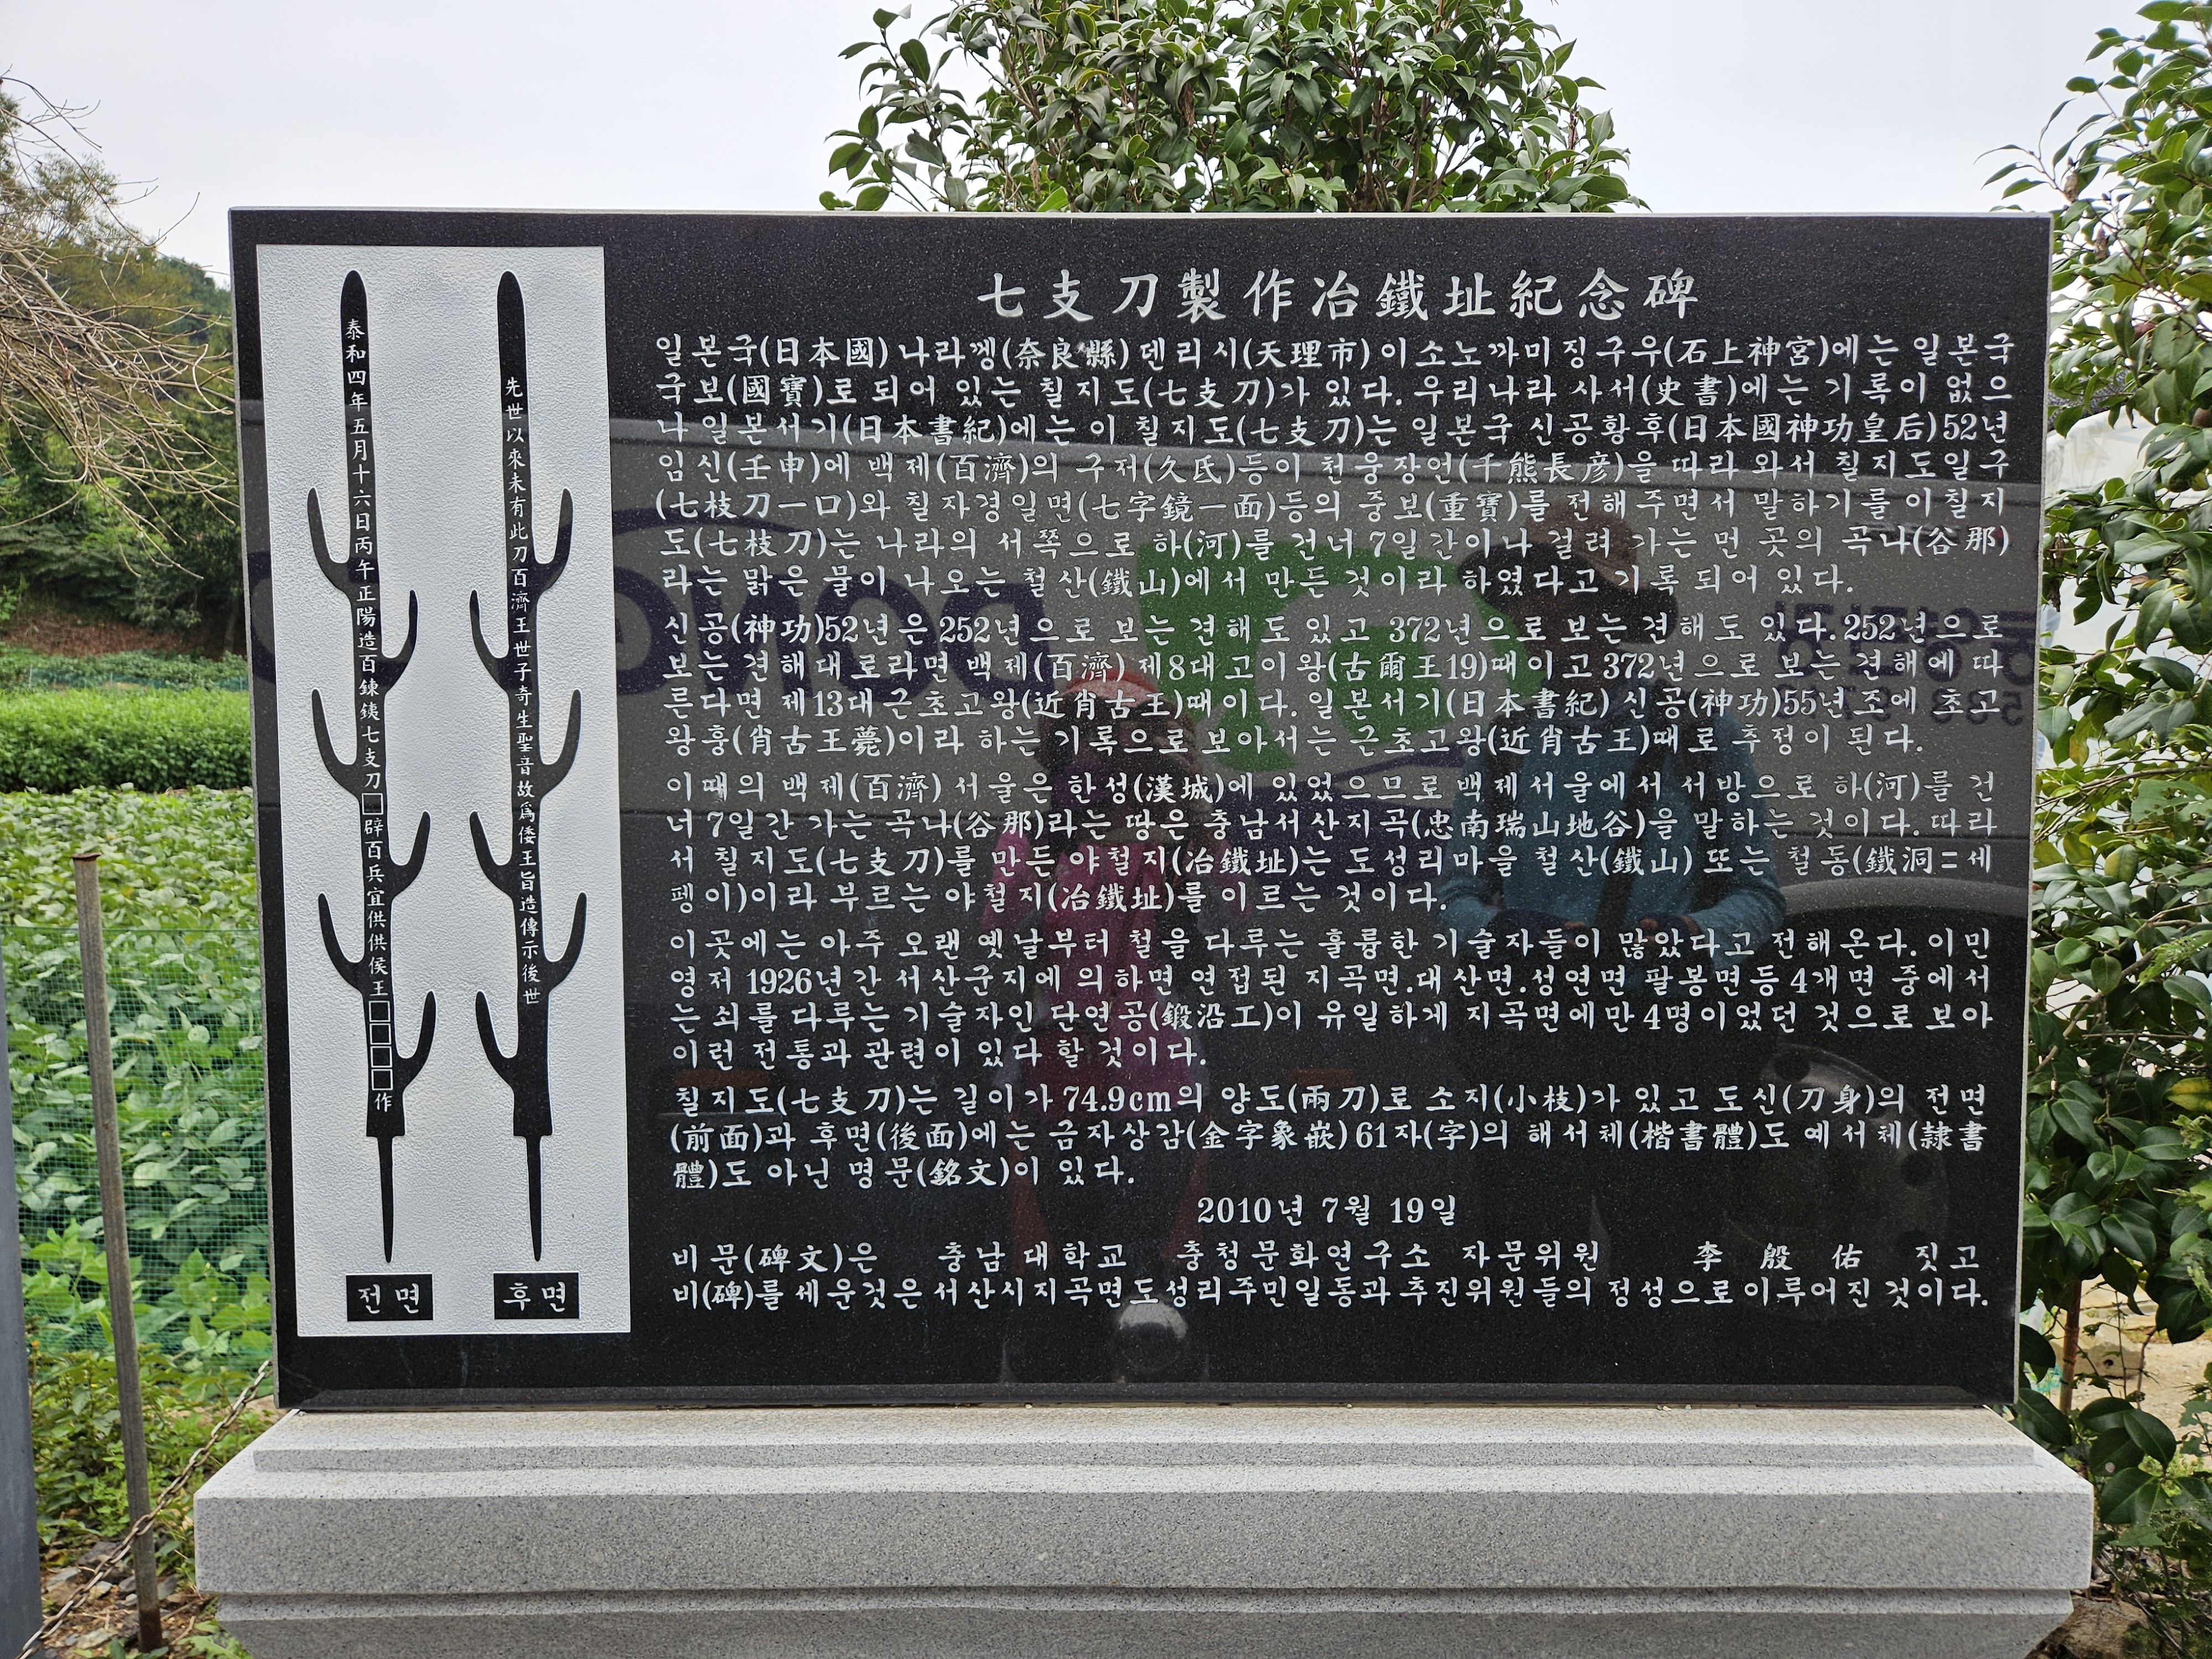 七支刀製作冶鐵址紀念碑
일본국(日本國) 나라껭(奈良縣) 덴리시(天理市) 이소노까미징구우(石上神宮)에는 일본국
국보(國寶)로 되어 있는 칠지도(七支刀)가 있다. 우리나라 사서(史書)에는 기록이 없으
나 일본서기(日本書紀)에는 이 칠지도(七支刀)는 일본국 신공황후(日本國神功皇后)52년
임신(壬申)에 백제(百濟)의 구저(久氐)등이 천웅장언(千熊長彦)을 따라 와서 칠지도일구
(七枝刀一口)와 칠자경일면(七字鏡一面)등의 중보(重寶)를 전해주면서 말하기를 이칠지
도(七枝刀)는 나라의 서쪽으로 하(河)를 건너 7일간이나 걸려 가는 먼 곳의 곡나(谷那)
라는 맑은 물이 나오는 철산(鐵山)에서 만든 것이라 하였다고 기록 되어 있다.
신공(神功)52년은 252년으로 보는 견해도 있고 372년으로 보는 견해도 있다. 252년으로
보는 견해대로라면 백제(百濟) 제8대 고이왕(古爾王19)때이고 372년으로 보는 견해에 따
른다면 제13대 근초고왕(近肖古王)때이다. 일본서기(日本書紀) 신공(神功)55년조에 초고
왕훙(肖古王薨)이라 하는 기록으로 보아서는 근초고왕(近肖古王)때로 추정이 된다.
이때의 백제(百濟) 서울은 한성(漢城)에 있었으므로 백제서울에서 서방으로 하(河)를 건
너 7일간 가는 곡나(谷那)라는 땅은 충남서산지곡(忠南瑞山地谷)을 말하는 것이다. 따라
서 칠지도(七支刀)를 만든 야철지(冶鐵址)는 도성리마을 철산(鐵山) 또는 철동(鐵洞=세
펭이)이라 부르는 야철지(冶鐵址)를 이르는 것이다.
이곳에는 아주 오랜 옛날부터 철을 다루는 훌륭한 기술자들이 많았다고 전해온다. 이민
영저 1926년간 서산군지에 의하면 연접된 지곡면.대산면.성연면 팔봉면등 4개면 중에서
는 쇠를 다루는 기술자인 단연공(鍛沿工)이 유일하게 지곡면에만 4명이었던 것으로 보아
이런 전통과 관련이 있다 할 것이다.
칠지도(七支刀)는 길이가 74.9cm의 양도(兩刀)로 소지(小枝)가 있고 도신(刀身)의 전면
(前面)과 후면(後面)에는 금자상감(金字象嵌)61자(字)의 해서체(楷書體)도 예서체(隷書
體)도 아닌 명문(銘文)이 있다.
2010년 7월 19일
비문(碑文)은 충남대학교 충청문화연구소 자문위원 李殷佑 짓고
비(碑)를 세운것은 서산시지곡면도성리주민일동과 추진위원들의 정성으로 이루어진 것이다.
泰和四年五月十六日丙午正陽造百鍊銕七支刀□辟百兵宜供供侯王□□□□作
先世以來未有此刀百濟王世子奇生聖音故爲倭王旨造傳示後世
전면
후면